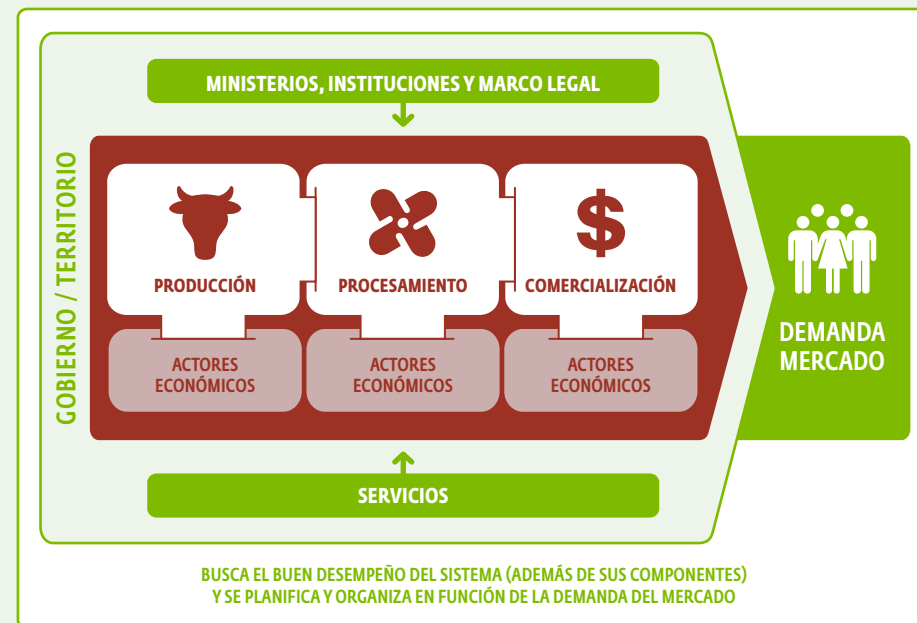 MINISTERIOS, INSTITUCIONES Y MARCO LEGAL
GOBIERNO / TERRITORIO
$
PRODUCCIÓN
PROCESAMIENTO
COMERCIALIZACIÓN
ACTORES
ECONÓMICOS
ACTORES
ECONÓMICOS
ACTORES
ECONÓMICOS
DEMANDA
MERCADO
SERVICIOS
BUSCA EL BUEN DESEMPEÑO DEL SISTEMA (ADEMÁS DE SUS COMPONENTES)
Y SE PLANIFICA Y ORGANIZA EN FUNCIÓN DE LA DEMANDA DEL MERCADO